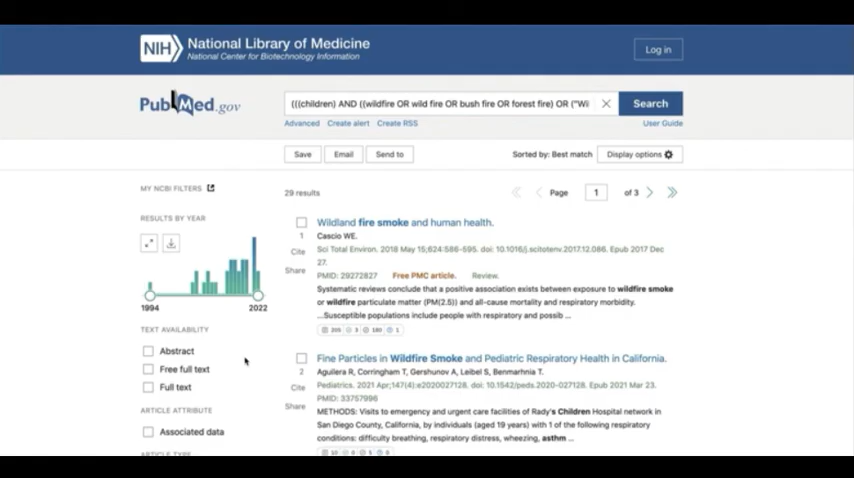 NIH National Library of Medicine
National Center for Biotechnology Information
Log in
PubMed.gov
(((children) AND ((wildfire OR wild fire OR bush fire OR forest fire) OR ("Wi
Search
Advanced Create alert Create RSS
User Guide
Save Email Send to
Sorted by: Best match Display options
MY NCBI FILTERS
29 results
Page 1 of 3
RESULTS BY YEAR
1994 2022
TEXT AVAILABILITY
Abstract
Free full text
Full text
ARTICLE ATTRIBUTE
Associated data
ARTICLE TYPE
1
Cite
Share
Wildland fire smoke and human health.
Cascio WE.
Sci Total Environ. 2018 May 15;624:586-595. doi: 10.1016/j.scitotenv.2017.12.086. Epub 2017 Dec
27.
PMID: 29272827 Free PMC article. Review.
Systematic reviews conclude that a positive association exists between exposure to wildfire smoke
or wildfire particulate matter (PM(2.5)) and all-cause mortality and respiratory morbidity.
...Susceptible populations include people with respiratory and possib ...
2
Cite
Share
Fine Particles in Wildfire Smoke and Pediatric Respiratory Health in California.
Aguilera R, Corringham T, Gershunov A, Leibel S, Benmarhnia T.
Pediatrics. 2021 Apr;147(4):e2020027128. doi: 10.1542/peds.2020-027128. Epub 2021 Mar 23.
PMID: 33757996
METHODS: Visits to emergency and urgent care facilities of Rady's Children Hospital network in
San Diego County, California, by individuals (aged 19 years) with 1 of the following respiratory
conditions: difficulty breathing, respiratory distress, wheezing, asthm ...